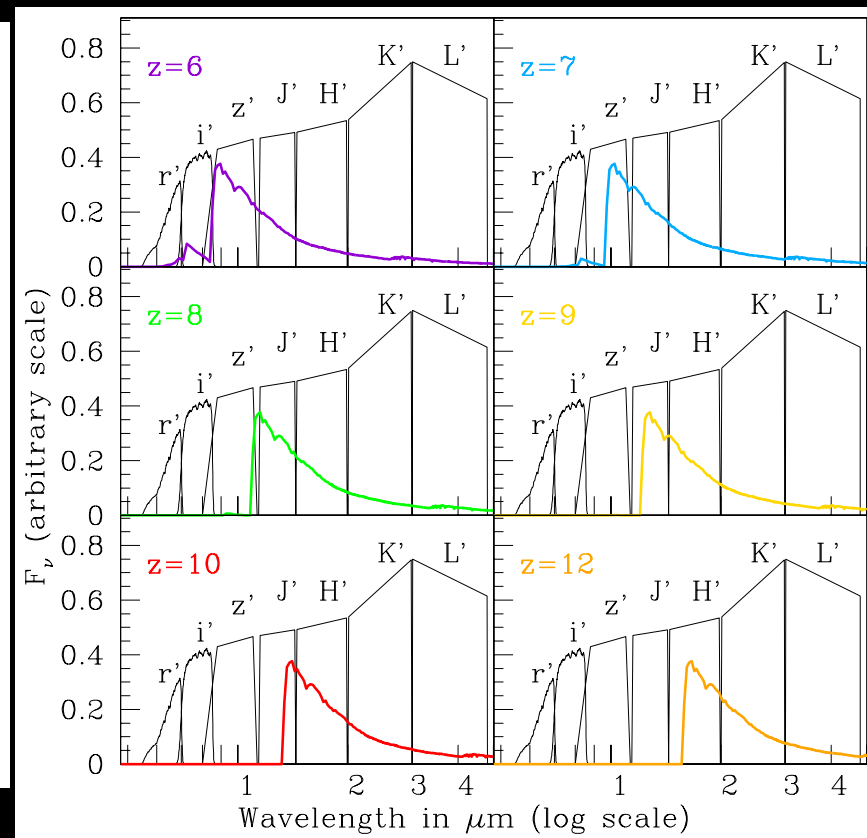 0.8
0.6
0.4
0.2
0
z=6 r' i' z' J' H' K' L'
z=7 r' i' z' J' H' K' L'
0.8
0.6
0.4
0.2
0
z=8 r' i' z' J' H' K' L'
z=9 r' i' z' J' H' K' L'
0.8
0.6
0.4
0.2
0
z=10 r' i' z' J' H' K' L'
z=12 r' i' z' J' H' K' L'
F_ν (arbitrary scale)
1 2 3 4 1 2 3 4
Wavelength in μm (log scale)